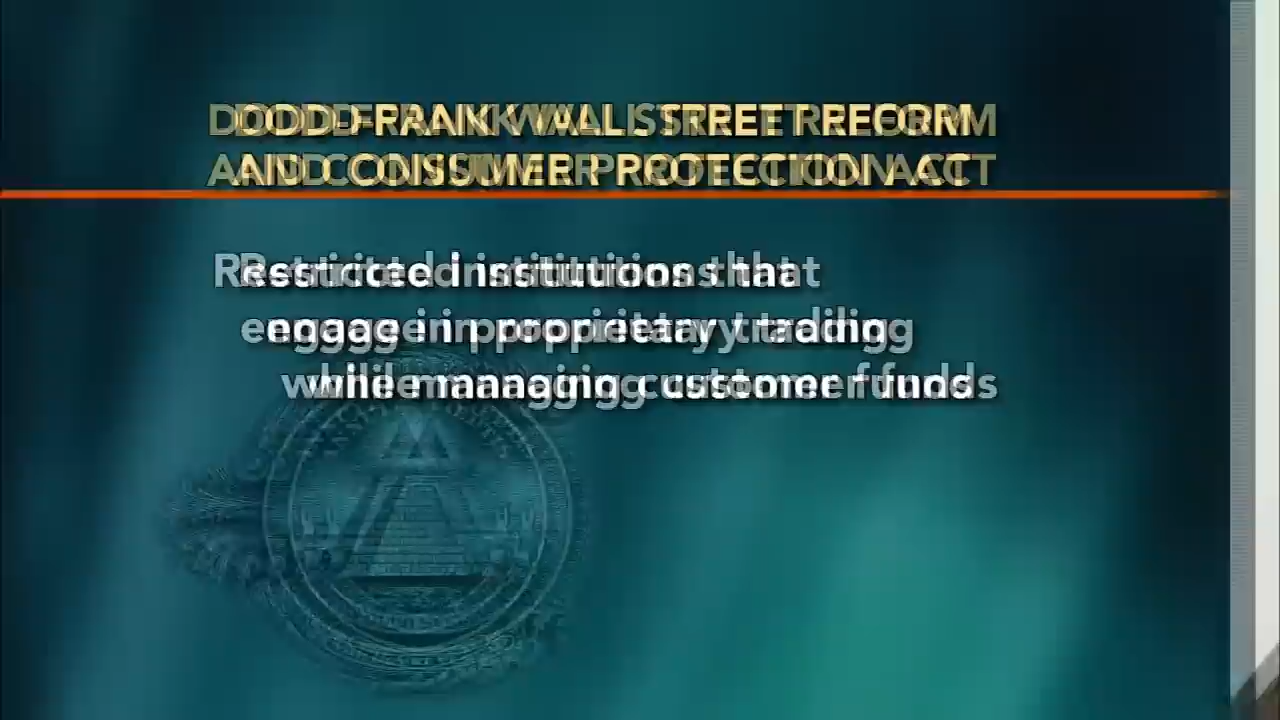 DODD-FRANK WALL STREET REFORM
AND CONSUMER PROTECTION ACT
Restricted institutions that
engage in proprietary trading
while managing customer funds